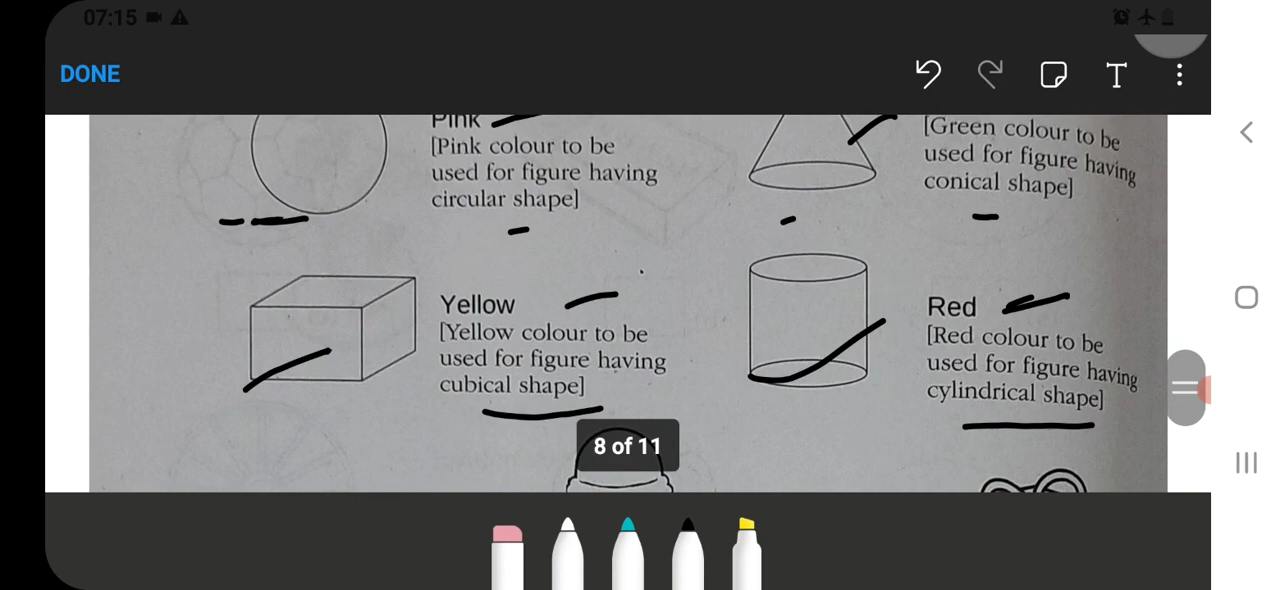 07:15
DONE
T
Pink
[Pink colour to be
used for figure having
circular shape]
[Green colour to be
used for figure having
conical shape]
Yellow
[Yellow colour to be
used for figure having
cubical shape]
Red
[Red colour to be
used for figure having
cylindrical shape]
8 of 11